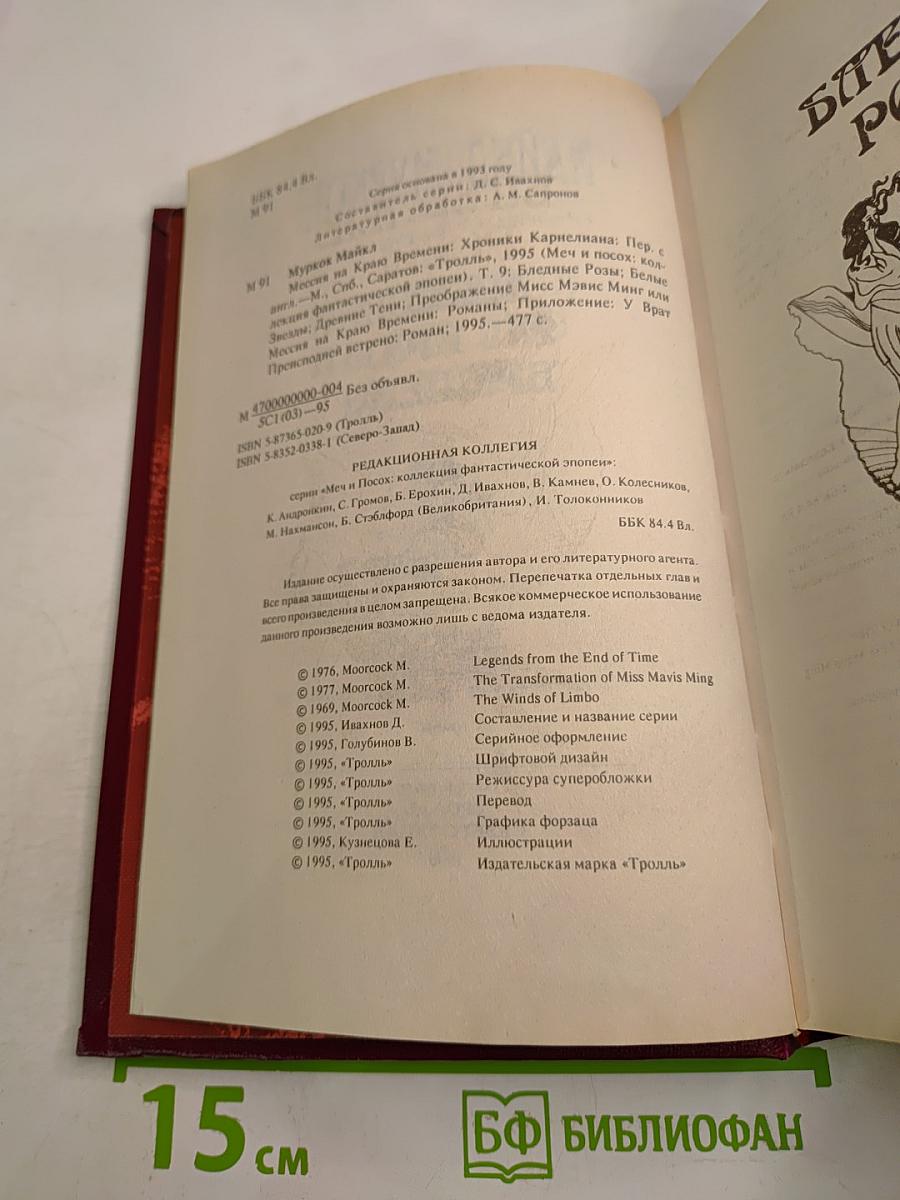 ББК 84.4 Вл.
М 91
Серия основана в 1993 году
Составитель серии: Д. С. Ивахнов
Литературная обработка: А. М. Сапронов
Муркок Майкл
М 91 Мессия на Краю Времени: Хроники Карнелиана: Пер. с
англ.—М., Спб., Саратов: «Тролль», 1995 (Меч и посох: кол-
лекция фантастической эпопеи). Т. 9: Бледные Розы; Белые
Звезды; Древние Тени; Преображение Мисс Мэвис Минг или
Мессия на Краю Времени: Романы; Приложение: У Врат
Преисподней встрено: Роман; 1995.—477 с.
М 4700000000-004 Без объявл.
5С1(03)—95
ISBN 5-87365-020-9 (Тролль)
ISBN 5-8352-0338-1 (Северо-Запад)
РЕДАКЦИОННАЯ КОЛЛЕГИЯ
серии «Меч и Посох: коллекция фантастической эпопеи»:
К. Андронкин, С. Громов, Б. Ерохин, Д. Ивахнов, В. Камнев, О. Колесников,
М. Нахмансон, Б. Стэблфорд (Великобритания), И. Толоконников
ББК 84.4 Вл.
Издание осуществлено с разрешения автора и его литературного агента.
Все права защищены и охраняются законом. Перепечатка отдельных глав и
всего произведения в целом запрещена. Всякое коммерческое использование
данного произведения возможно лишь с ведома издателя.
© 1976, Moorcock M. Legends from the End of Time
© 1977, Moorcock M. The Transformation of Miss Mavis Ming
© 1969, Moorcock M. The Winds of Limbo
© 1995, Ивахнов Д. Составление и название серии
© 1995, Голубинов В. Серийное оформление
© 1995, «Тролль» Шрифтовой дизайн
© 1995, «Тролль» Режиссура суперобложки
© 1995, «Тролль» Перевод
© 1995, «Тролль» Графика форзаца
© 1995, Кузнецова Е. Иллюстрации
© 1995, «Тролль» Издательская марка «Тролль»
15 см
БФ БИБЛИОФАН